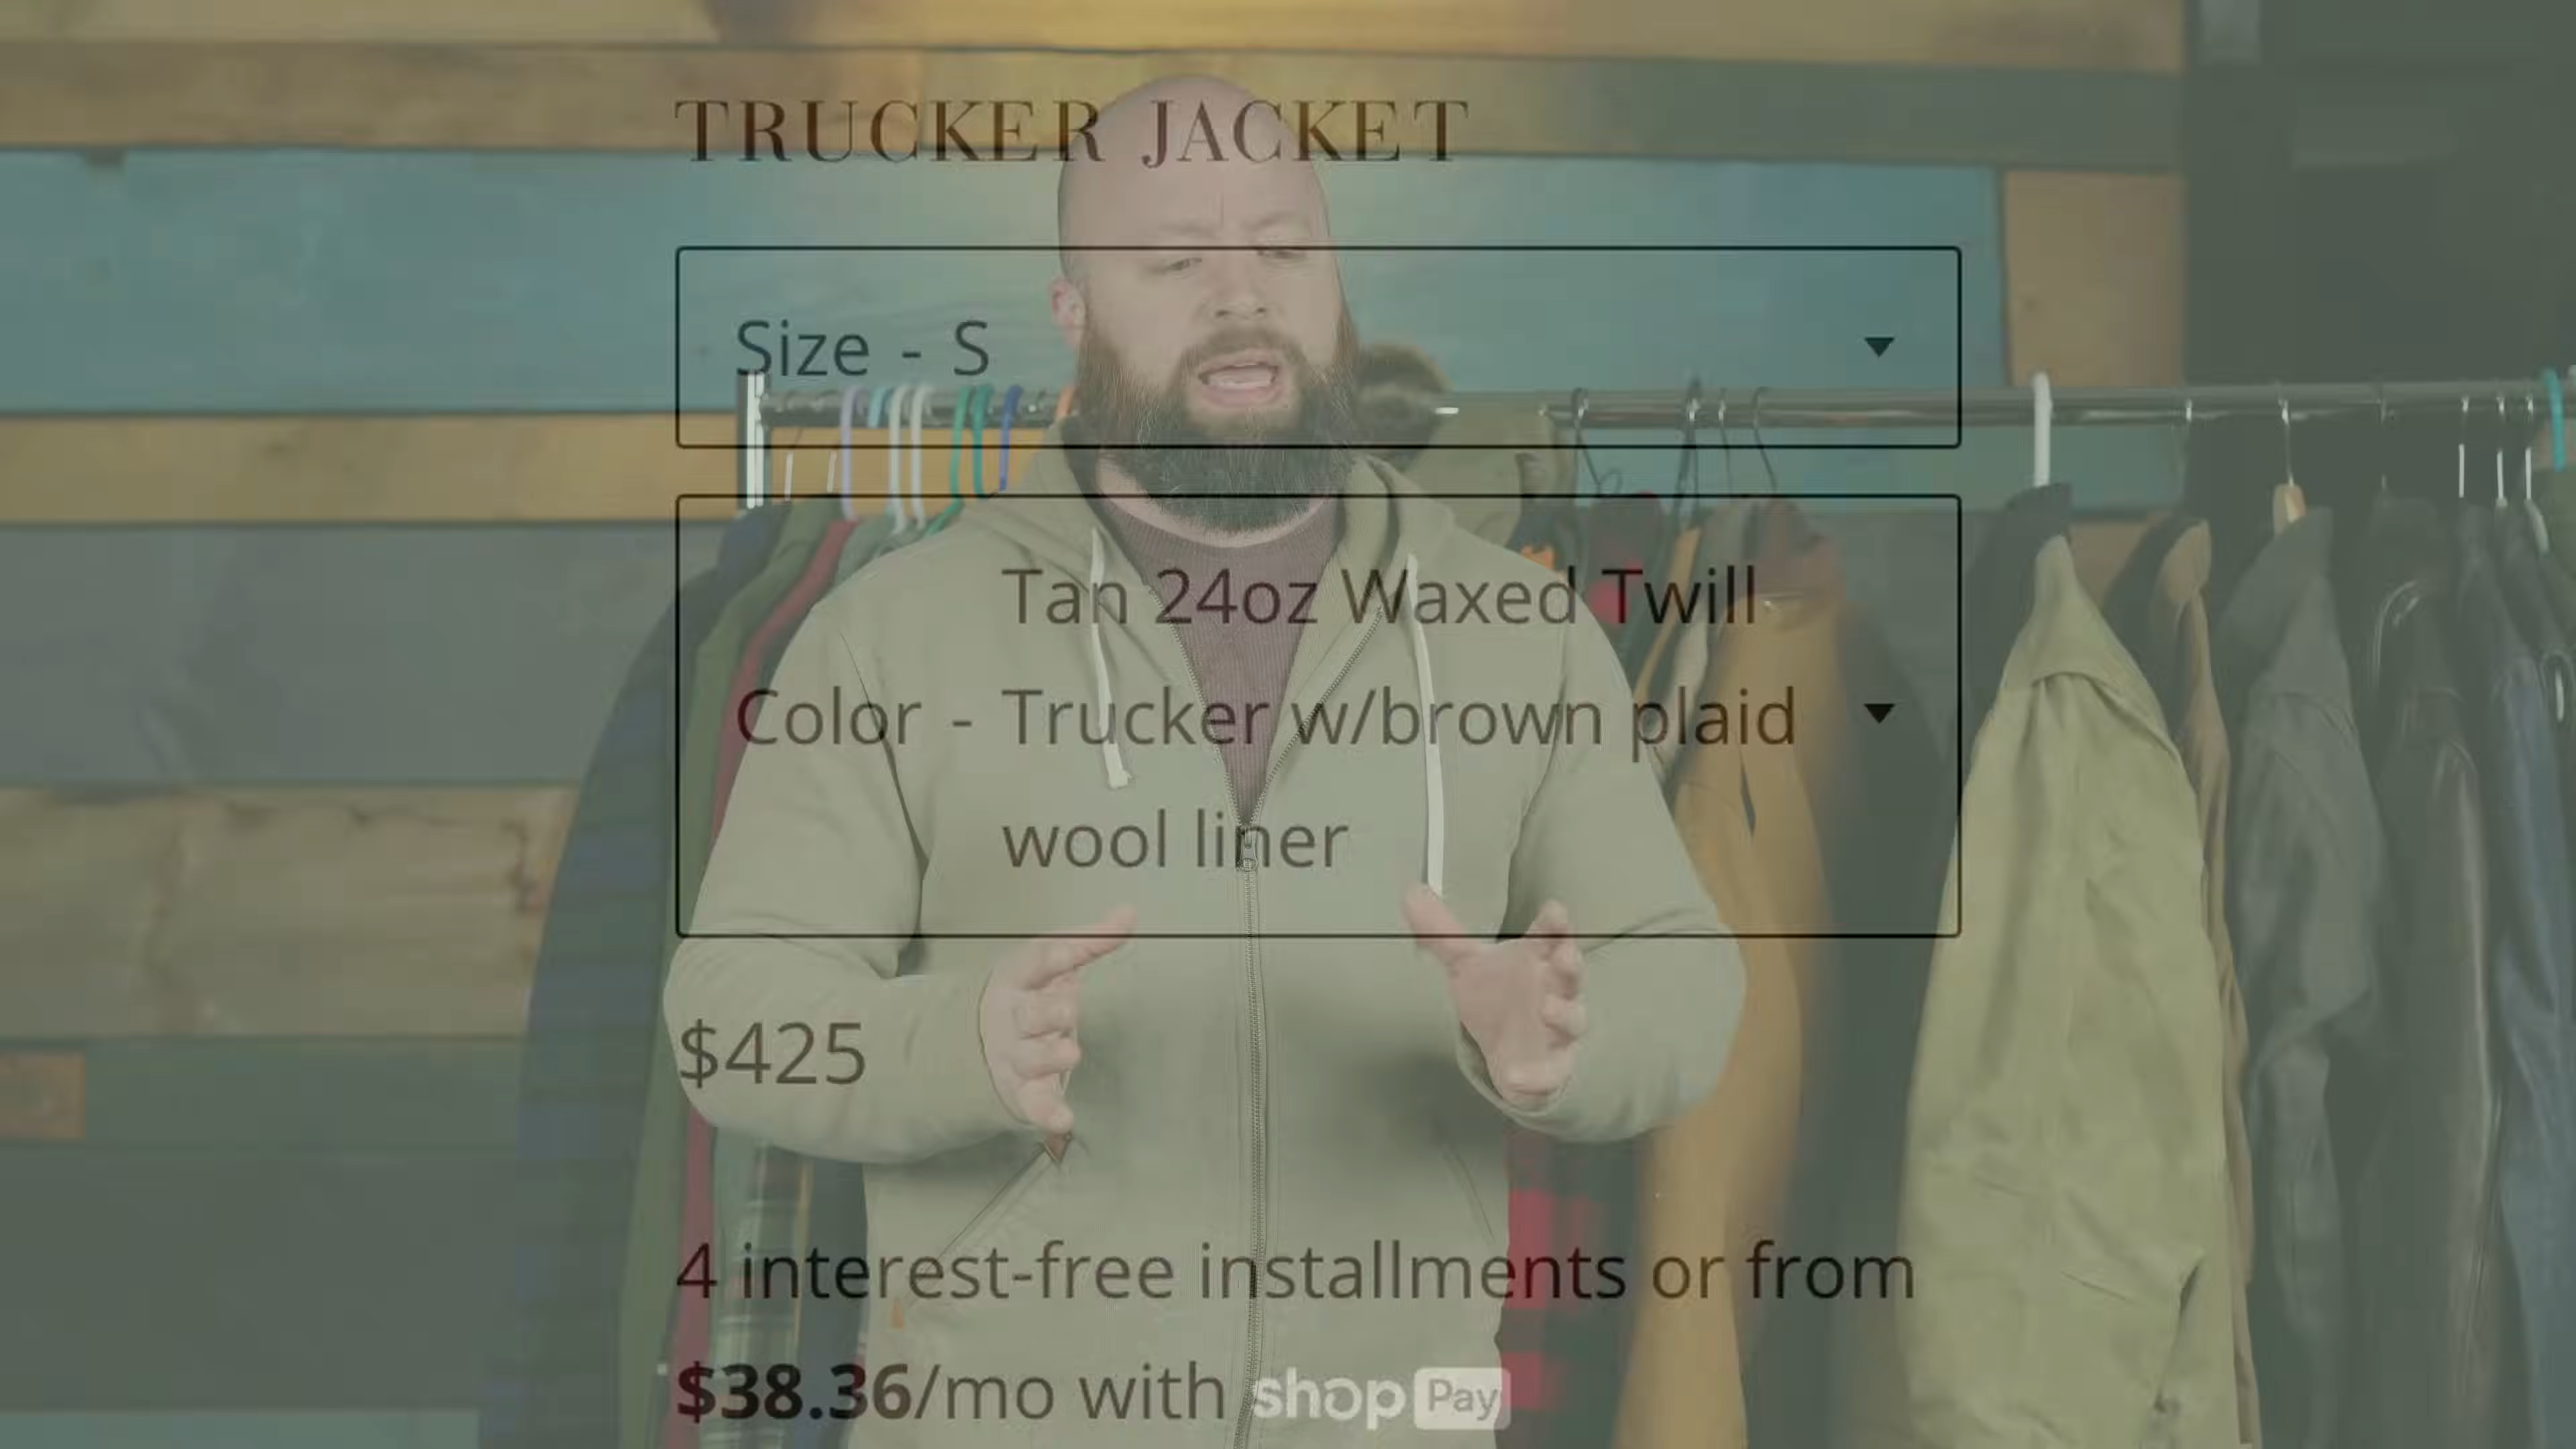 TRUCKER JACKET
Size - S
Tan 24oz Waxed Twill
Color - Trucker w/brown plaid
wool liner
$425
4 interest-free installments or from
$38.36/mo with shop Pay